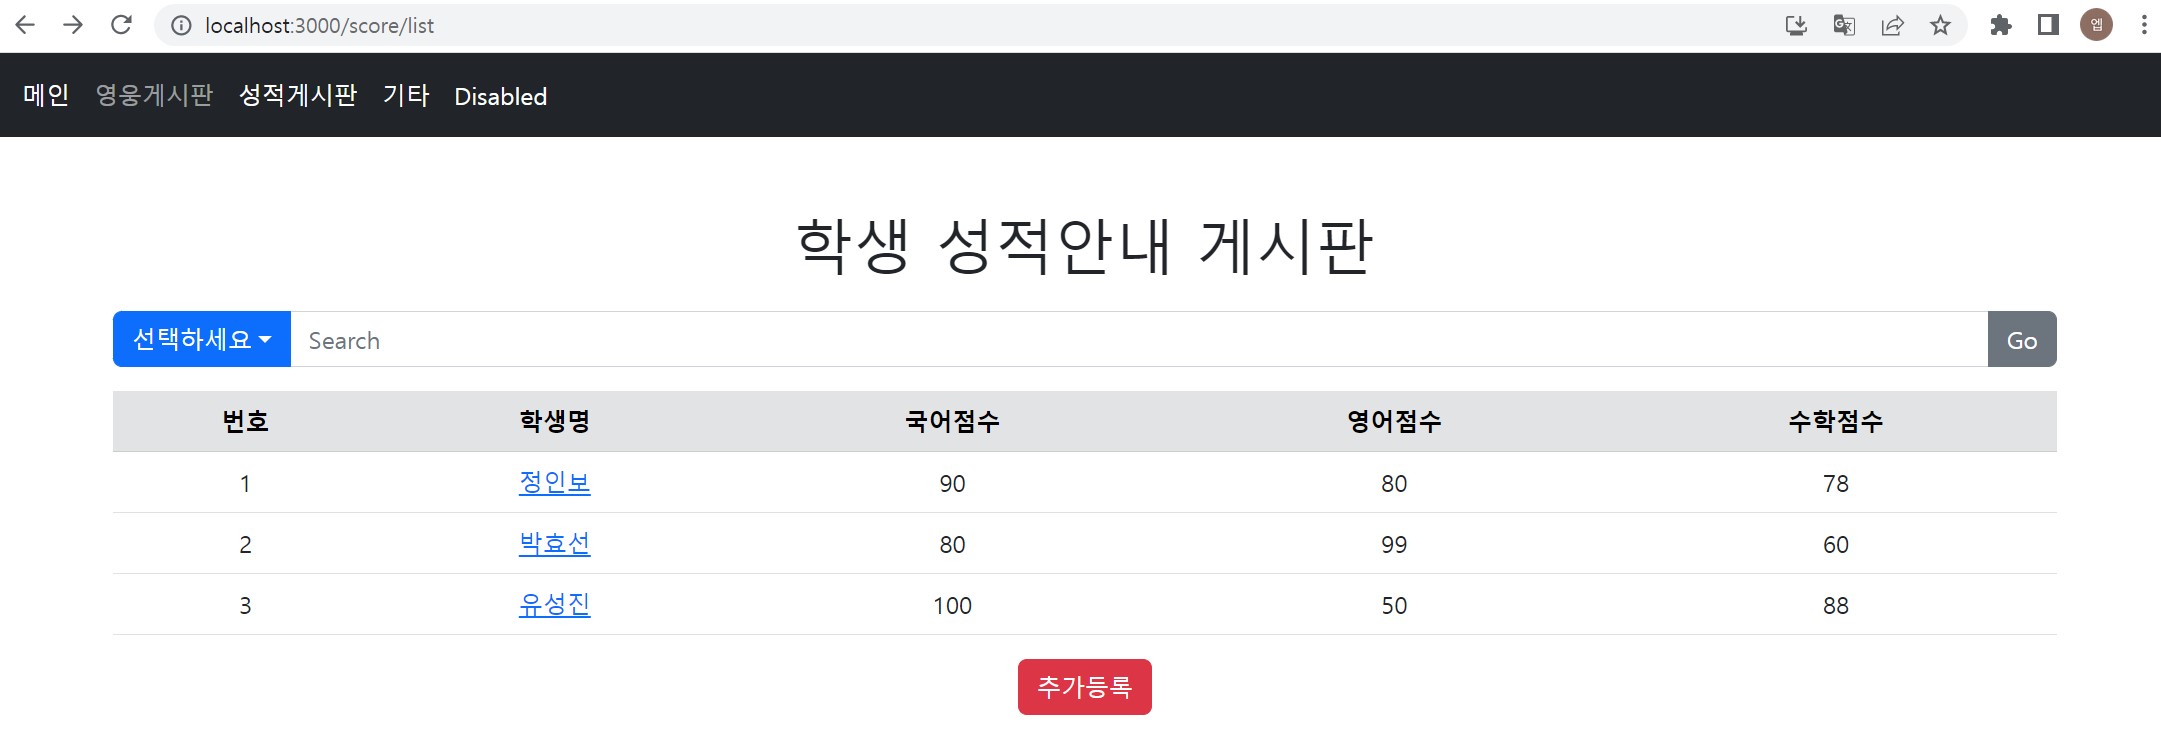 localhost:3000/score/list 앱
메인 영웅게시판 성적게시판 기타 Disabled
학생 성적안내 게시판
선택하세요 Search Go
번호 학생명 국어점수 영어점수 수학점수
1 정인보 90 80 78
2 박효선 80 99 60
3 유성진 100 50 88
추가등록